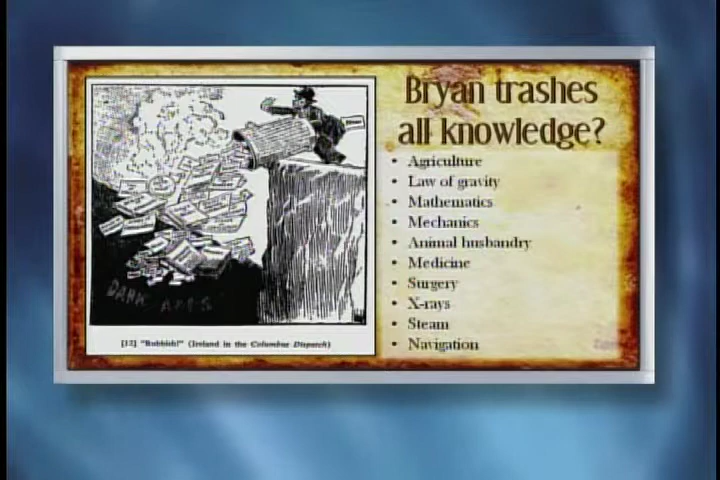 Bryan trashes
all knowledge?
• Agriculture
• Law of gravity
• Mathematics
• Mechanics
• Animal husbandry
• Medicine
• Surgery
• X-rays
• Steam
• Navigation
DARK AGES
[12] "Rubbish!" (Ireland in the Columbus Dispatch)